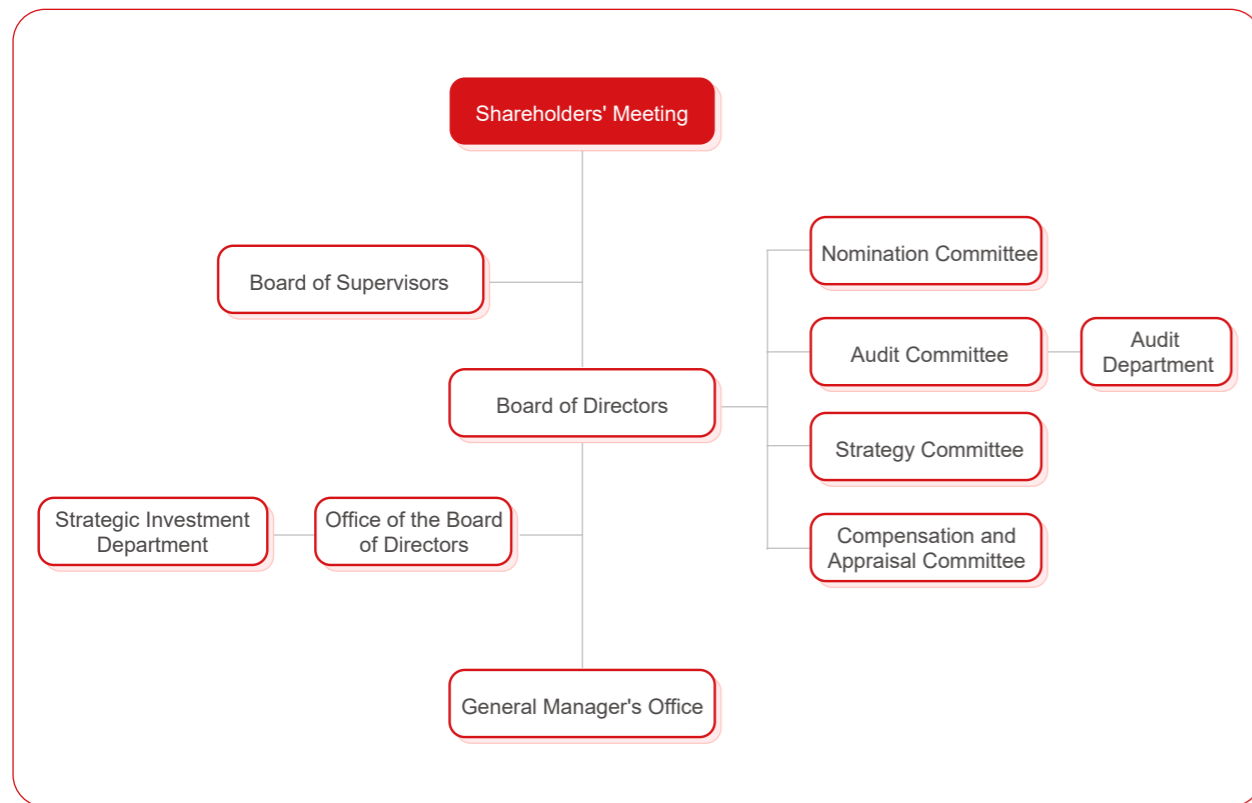 Shareholders' Meeting
Board of Supervisors
Board of Directors
Nomination Committee
Audit Committee
Audit
Department
Strategy Committee
Compensation and
Appraisal Committee
Strategic Investment
Department
Office of the Board
of Directors
General Manager's Office